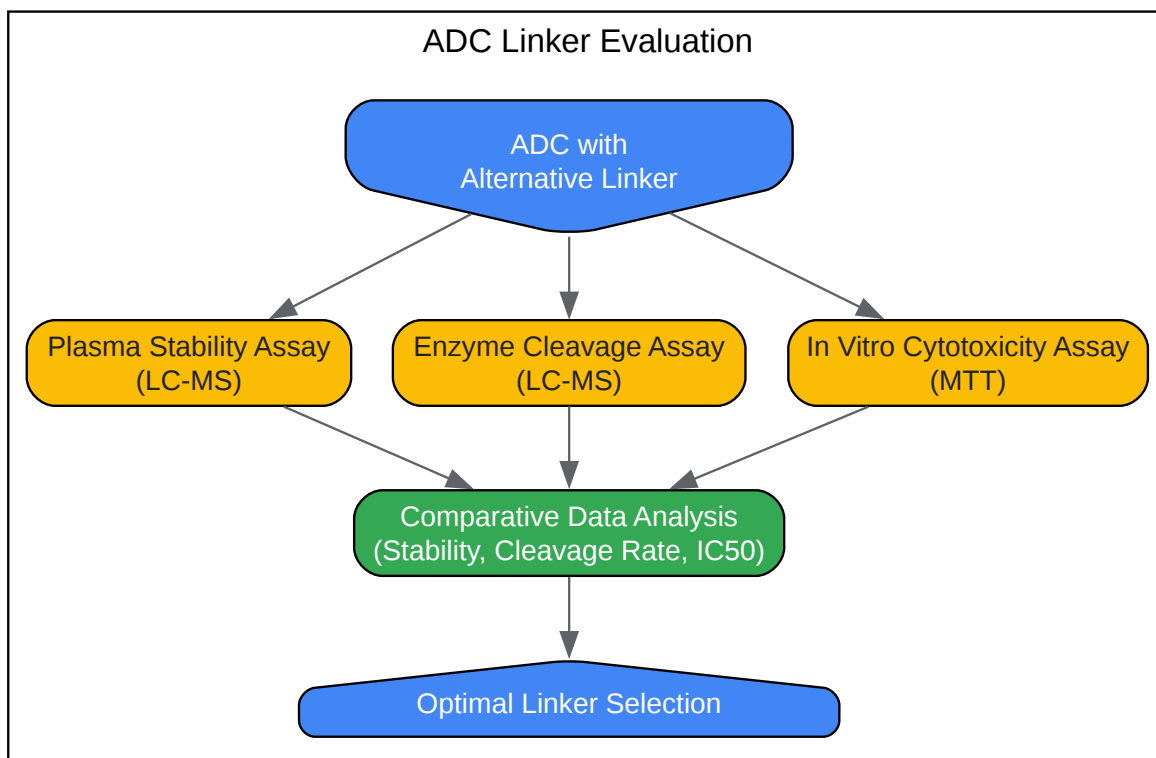 ADC Linker Evaluation
ADC with
Alternative Linker
Plasma Stability Assay
(LC-MS)
Enzyme Cleavage Assay
(LC-MS)
In Vitro Cytotoxicity Assay
(MTT)
Comparative Data Analysis
(Stability, Cleavage Rate, IC50)
Optimal Linker Selection